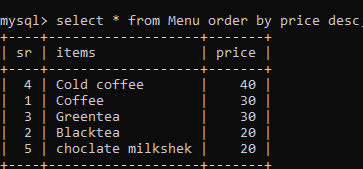 mysql> select * from Menu order by price desc,
+----+-------------------+-------+
| sr | items             | price |
+----+-------------------+-------+
|  4 | Cold coffee       |    40 |
|  1 | Coffee            |    30 |
|  3 | Greentea          |    30 |
|  2 | Blacktea          |    20 |
|  5 | choclate milkshek |    20 |
+----+-------------------+-------+